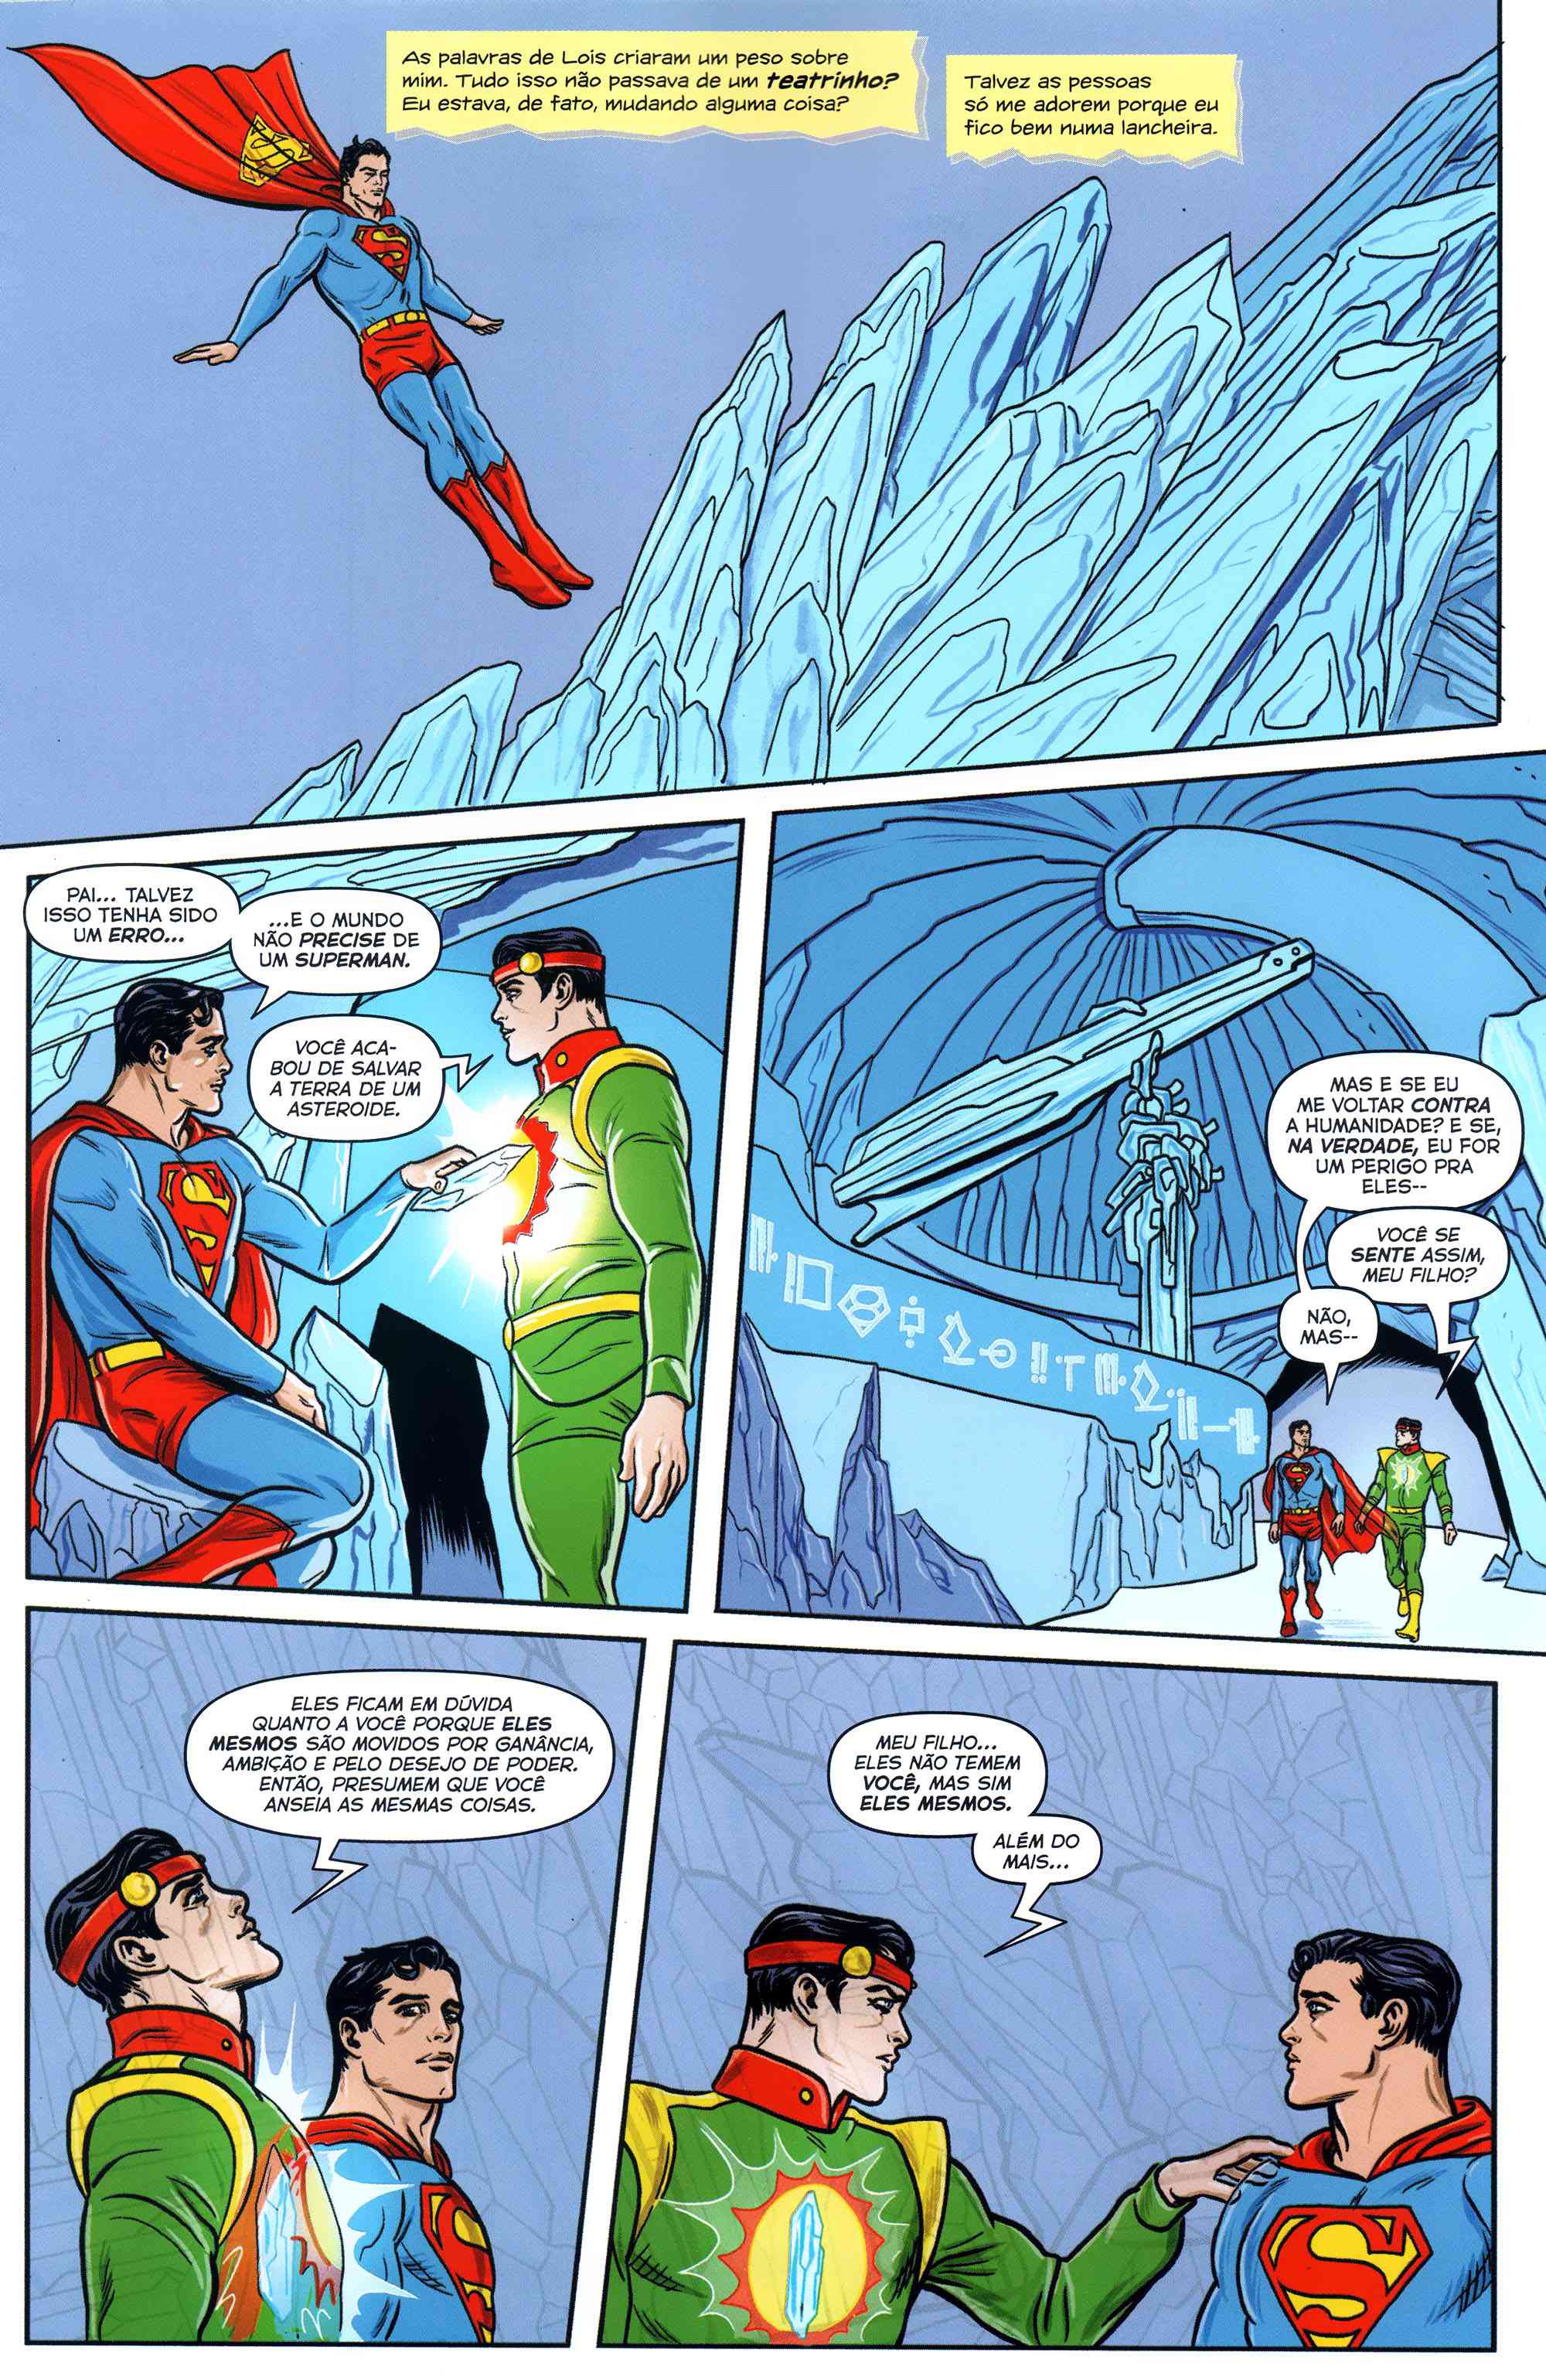 As palavras de Lois criaram um peso sobre
mim. Tudo isso não passava de um teatrinho?
Eu estava, de fato, mudando alguma coisa?
Talvez as pessoas
só me adorem porque eu
fico bem numa lancheira.
PAI... TALVEZ
ISSO TENHA SIDO
UM ERRO...
...E O MUNDO
NÃO PRECISE DE
UM SUPERMAN.
VOCÊ ACA-
BOU DE SALVAR
A TERRA DE UM
ASTEROIDE.
MAS E SE EU
ME VOLTAR CONTRA
A HUMANIDADE? E SE,
NA VERDADE, EU FOR
UM PERIGO PRA
ELES--
VOCÊ SE
SENTE ASSIM,
MEU FILHO?
NÃO,
MAS--
ELES FICAM EM DÚVIDA
QUANTO A VOCÊ PORQUE ELES
MESMOS SÃO MOVIDOS POR GANÂNCIA,
AMBIÇÃO E PELO DESEJO DE PODER.
ENTÃO, PRESUMEM QUE VOCÊ
ANSEIA AS MESMAS COISAS.
MEU FILHO...
ELES NÃO TEMEM
VOCÊ, MAS SIM
ELES MESMOS.
ALÉM DO
MAIS...